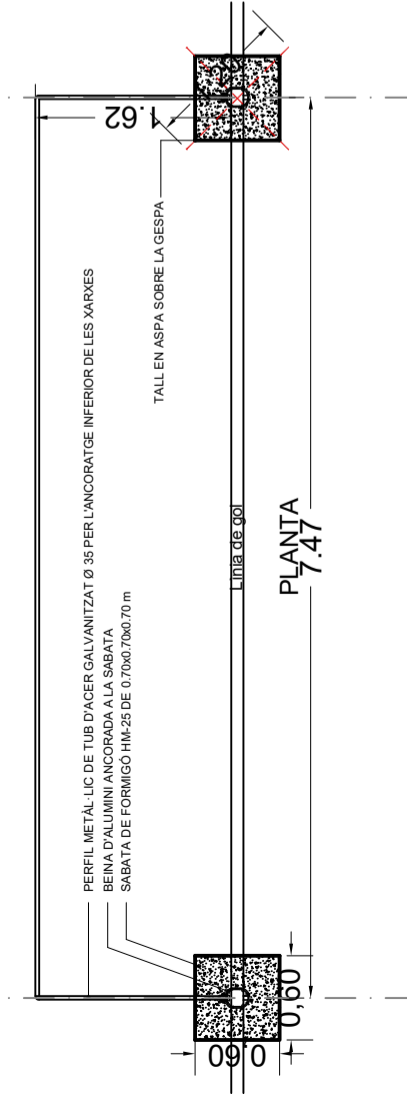 PERFIL METÀL·LIC DE TUB D'ACER GALVANITZAT Ø 35 PER L'ANCORATGE INFERIOR DE LES XARXES
BEINA D'ALUMINI ANCORADA A LA SABATA
SABATA DE FORMIGÓ HM-25 DE 0.70x0.70x0.70 m
TALL EN ASPA SOBRE LA GESPA
1.62
Línia de gol
PLANTA
7.47
0,60
0,60